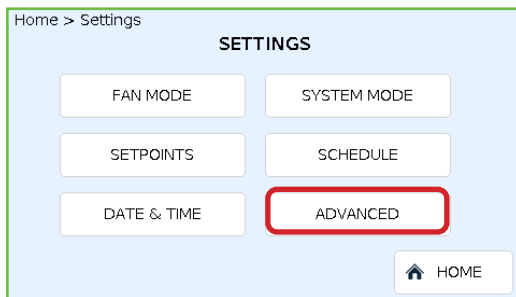 Home > Settings
SETTINGS
FAN MODE
SYSTEM MODE
SETPOINTS
SCHEDULE
DATE & TIME
ADVANCED
HOME